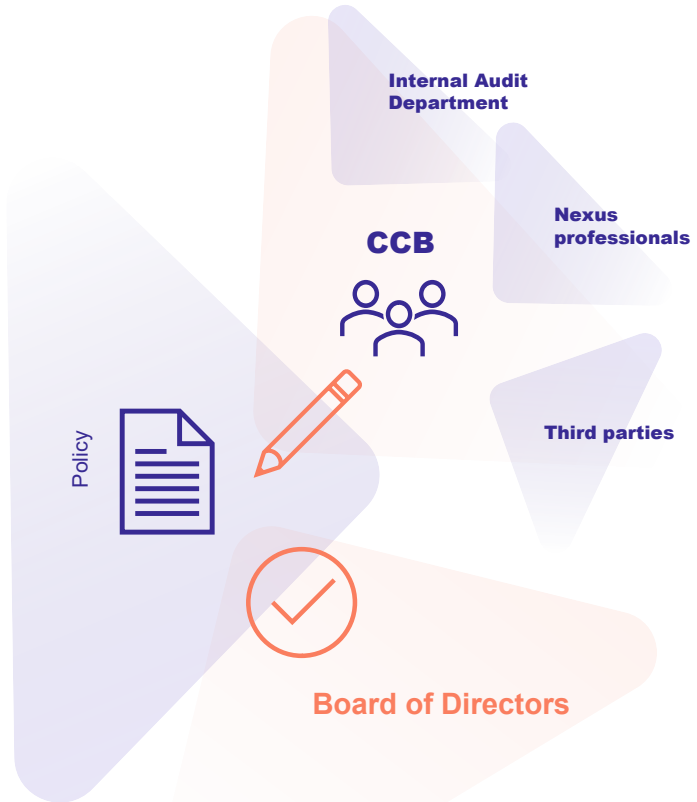 Internal Audit
Department
Nexus
professionals
CCB
Third parties
Policy
Board of Directors